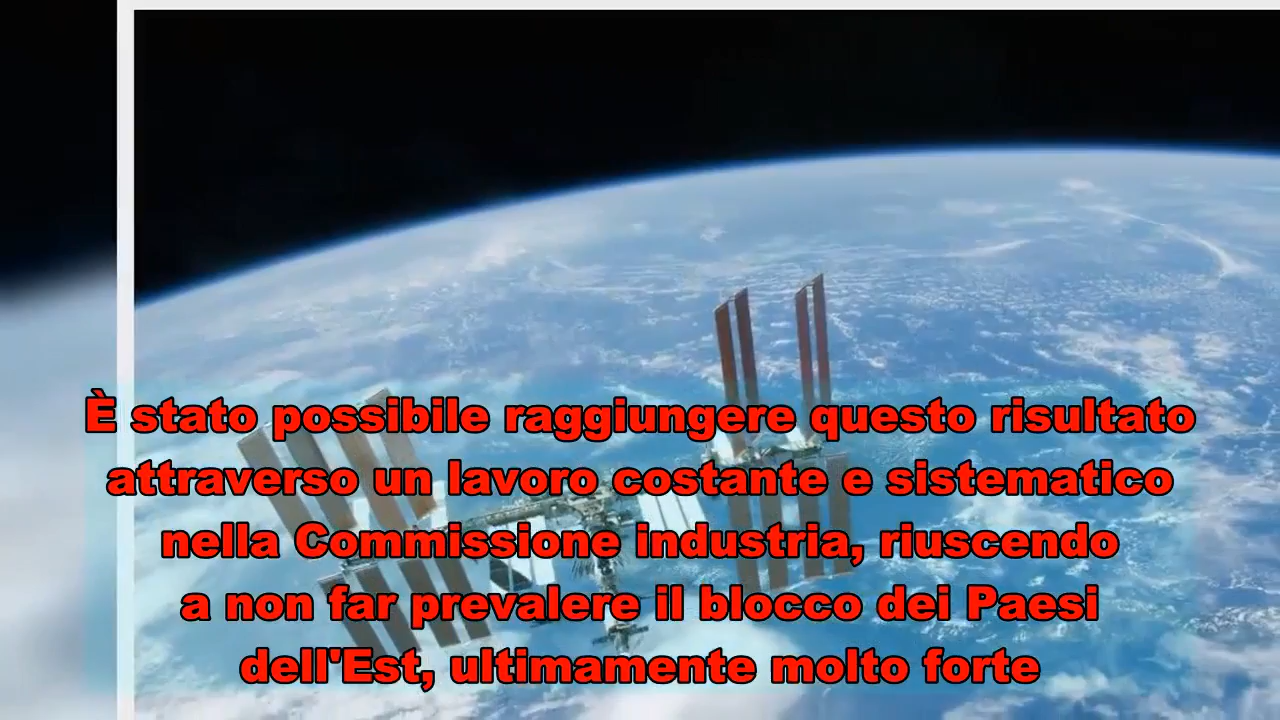 È stato possibile raggiungere questo risultato
attraverso un lavoro costante e sistematico
nella Commissione industria, riuscendo
a non far prevalere il blocco dei Paesi
dell'Est, ultimamente molto forte